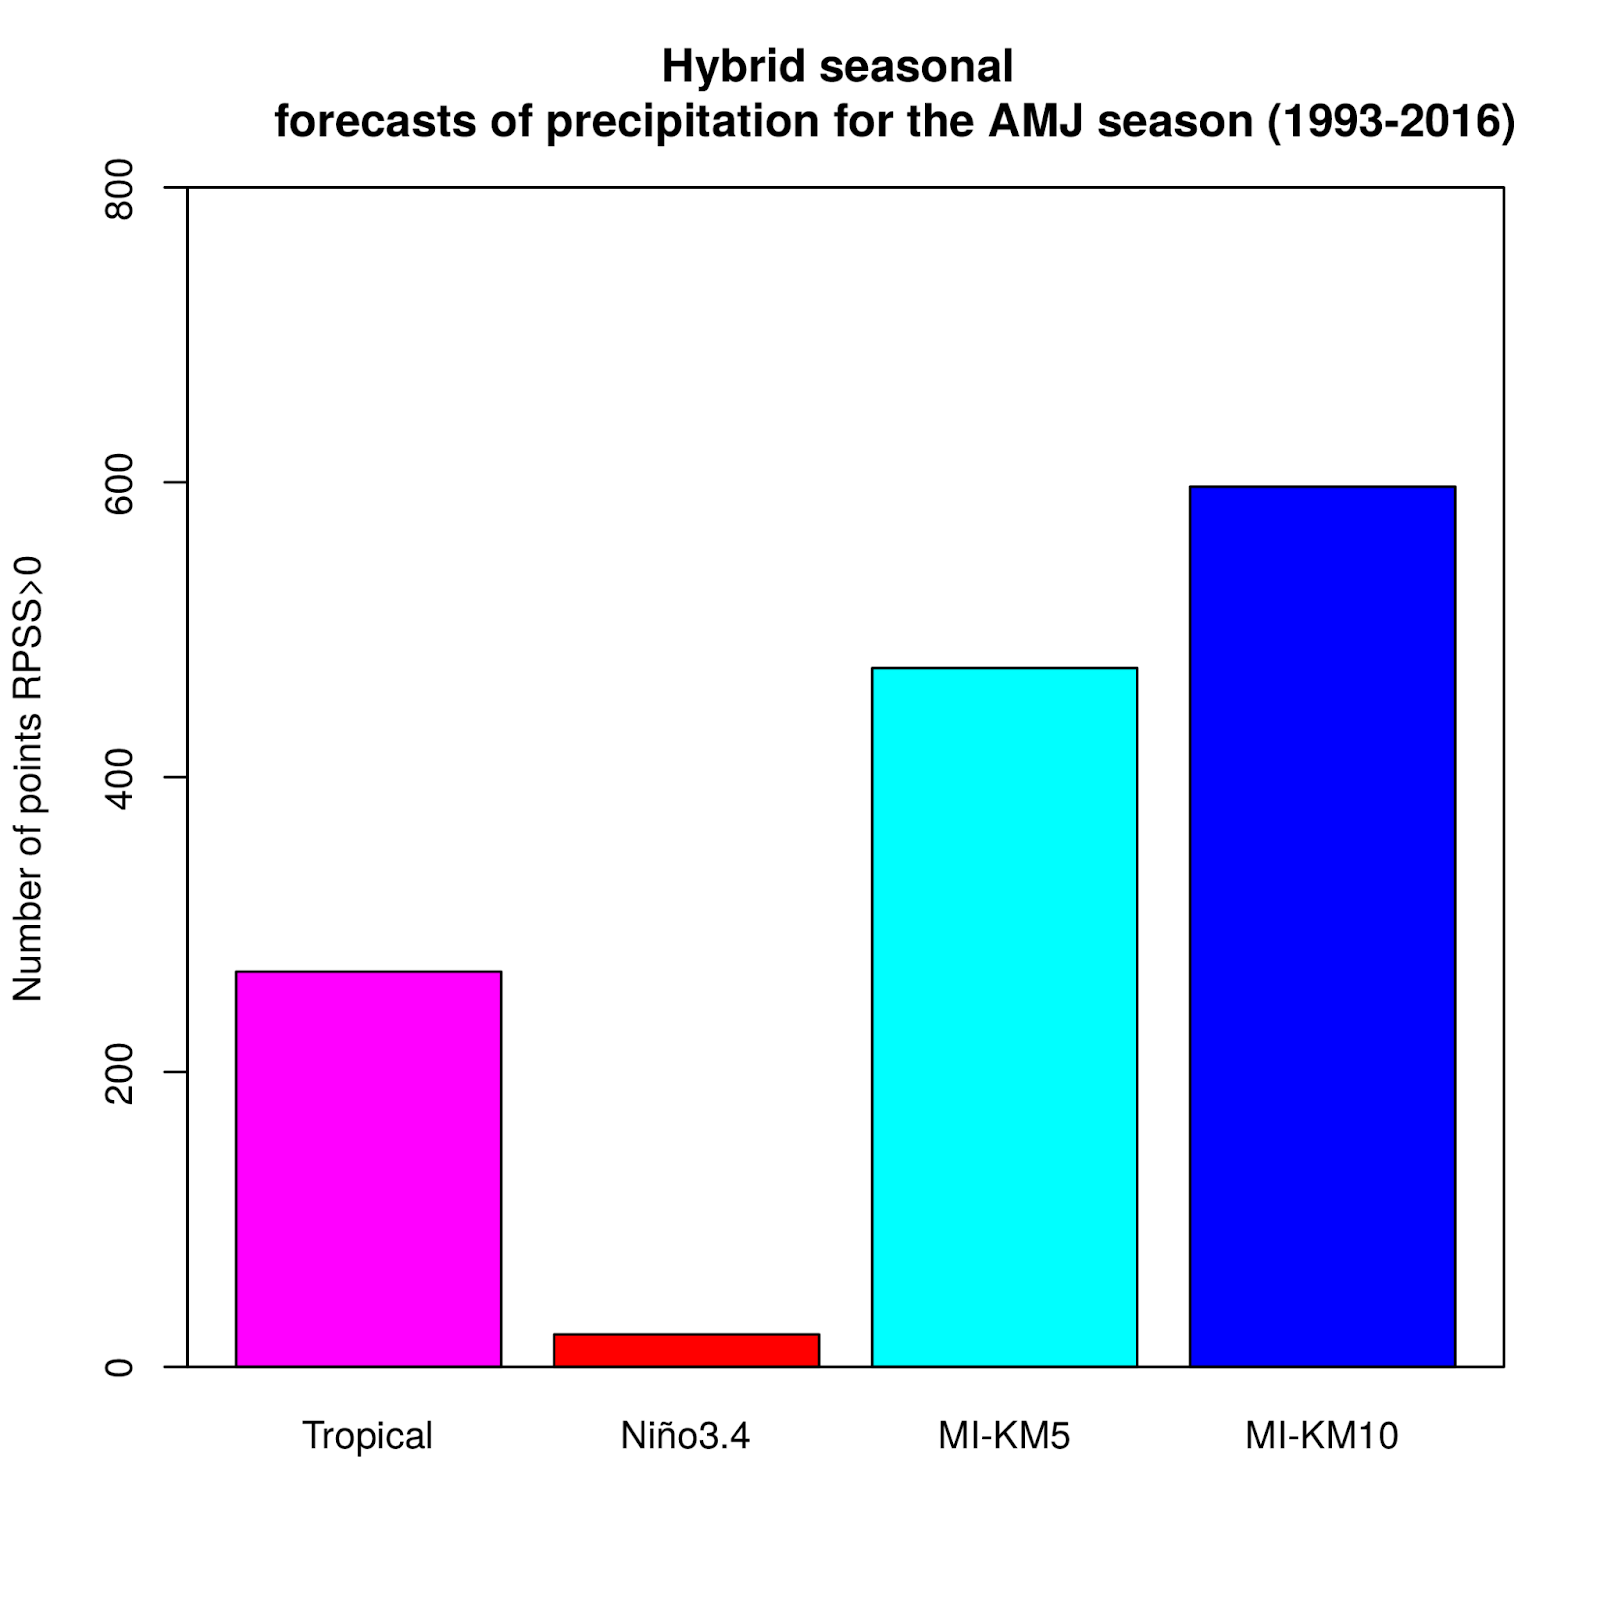 Hybrid seasonal
forecasts of precipitation for the AMJ season (1993-2016)
Number of points RPSS>0
800
600
400
200
0
Tropical Niño3.4 MI-KM5 MI-KM10